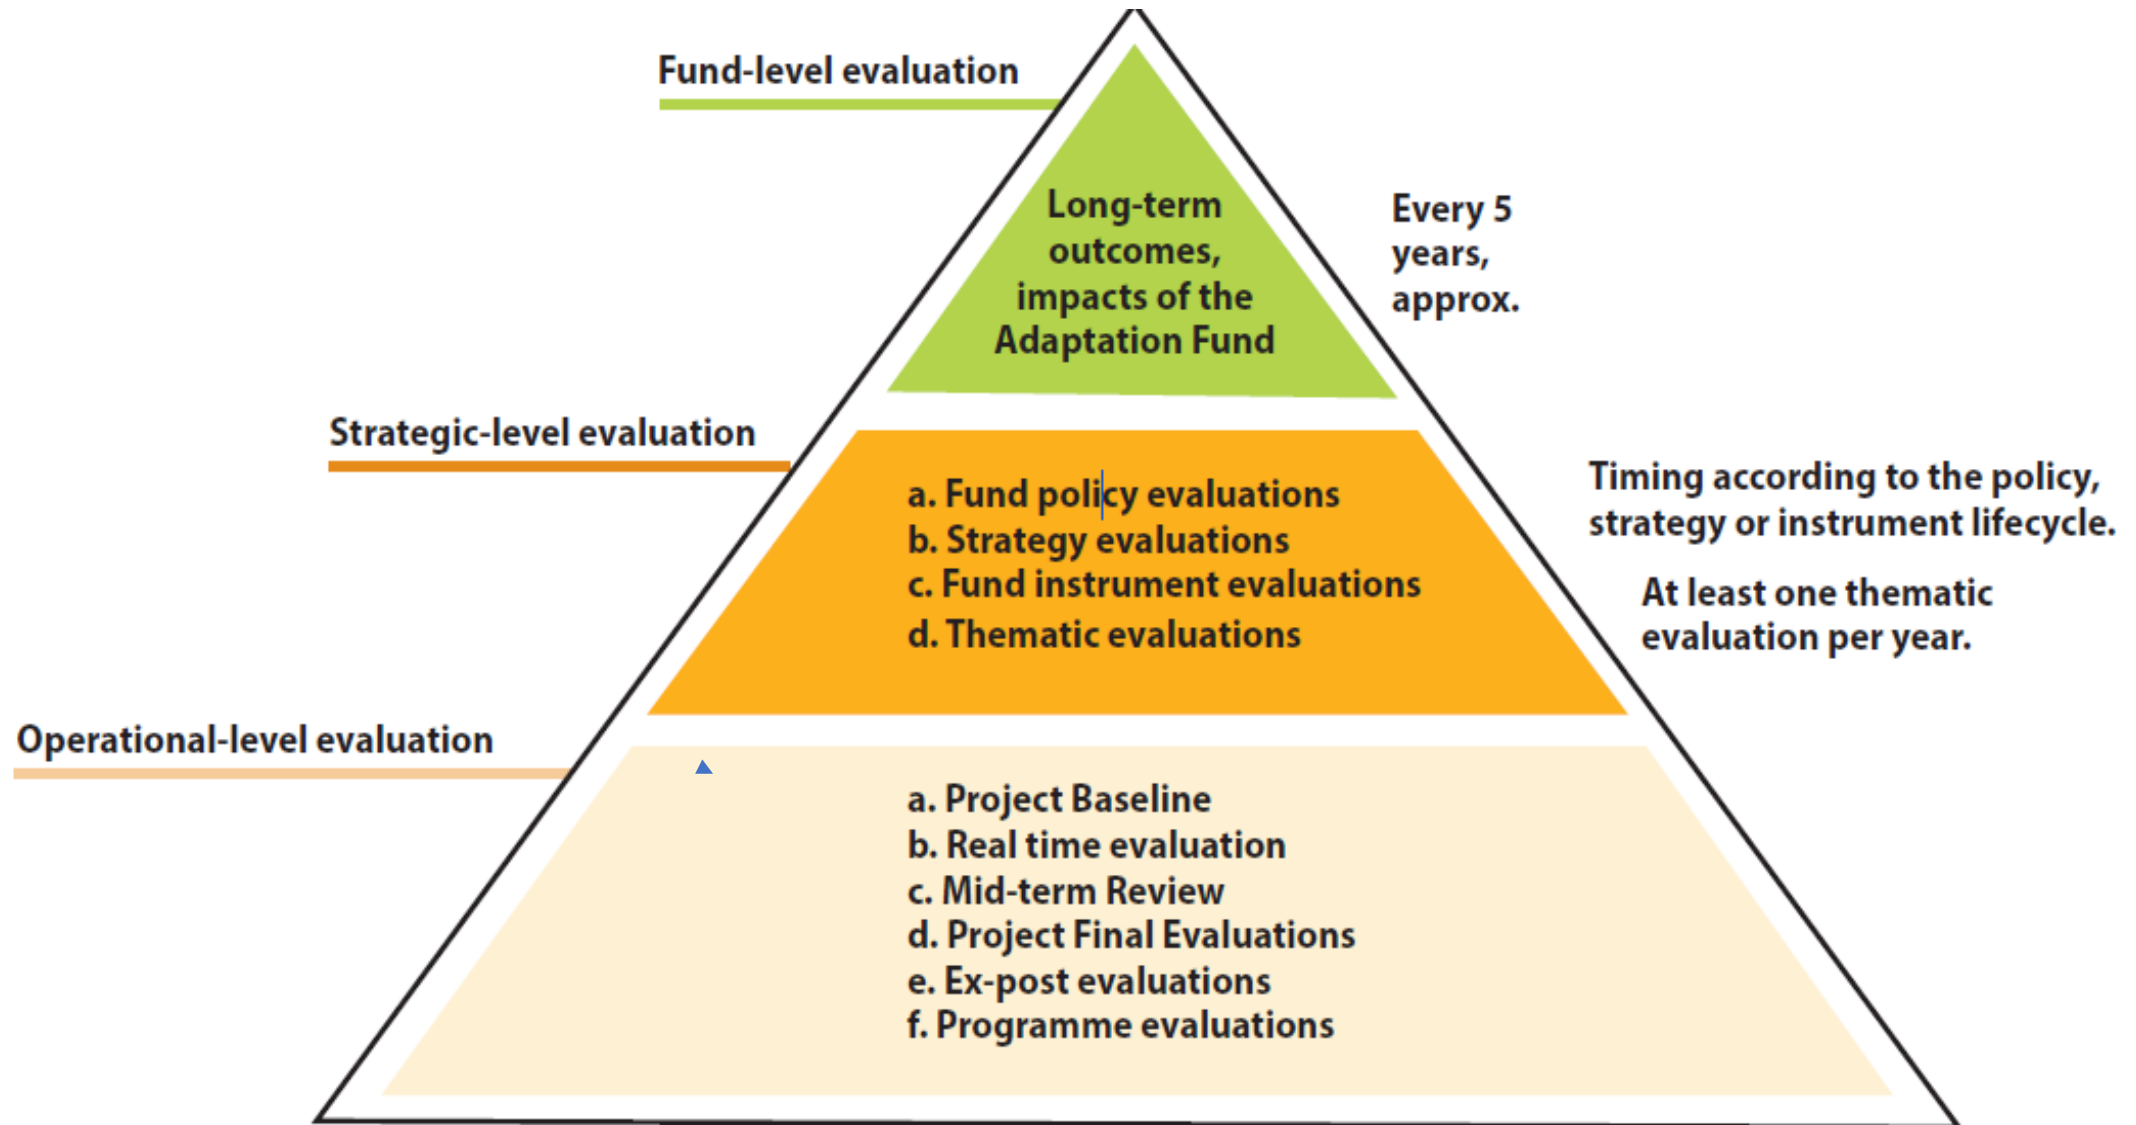 Fund-level evaluation
Long-term
outcomes,
impacts of the
Adaptation Fund
Every 5
years,
approx.
Strategic-level evaluation
a. Fund policy evaluations
b. Strategy evaluations
c. Fund instrument evaluations
d. Thematic evaluations
Timing according to the policy,
strategy or instrument lifecycle.
At least one thematic
evaluation per year.
Operational-level evaluation
a. Project Baseline
b. Real time evaluation
c. Mid-term Review
d. Project Final Evaluations
e. Ex-post evaluations
f. Programme evaluations